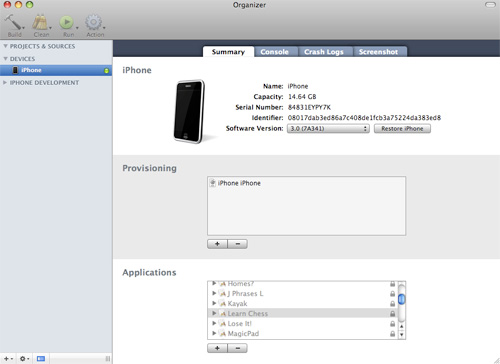 Organizer
Build Clean Run Action
PROJECTS & SOURCES
DEVICES
iPhone
IPHONE DEVELOPMENT
Summary Console Crash Logs Screenshot
iPhone
Name: iPhone
Capacity: 14.64 GB
Serial Number: 84831EYPY7K
Identifier: 08017dab3ed86a7c408de1fcb3a75224da383ed8
Software Version: 3.0 (7A341) Restore iPhone
Provisioning
iPhone iPhone
Applications
Homes?
J Phrases L
Kayak
Learn Chess
Lose It!
MagicPad